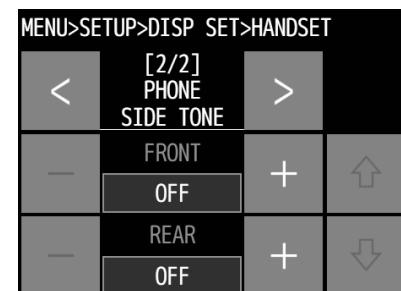 MENU>SETUP>DISP SET>HANDSET
<
[2/2]
PHONE
SIDE TONE
>
－
FRONT
OFF
+
－
REAR
OFF
+